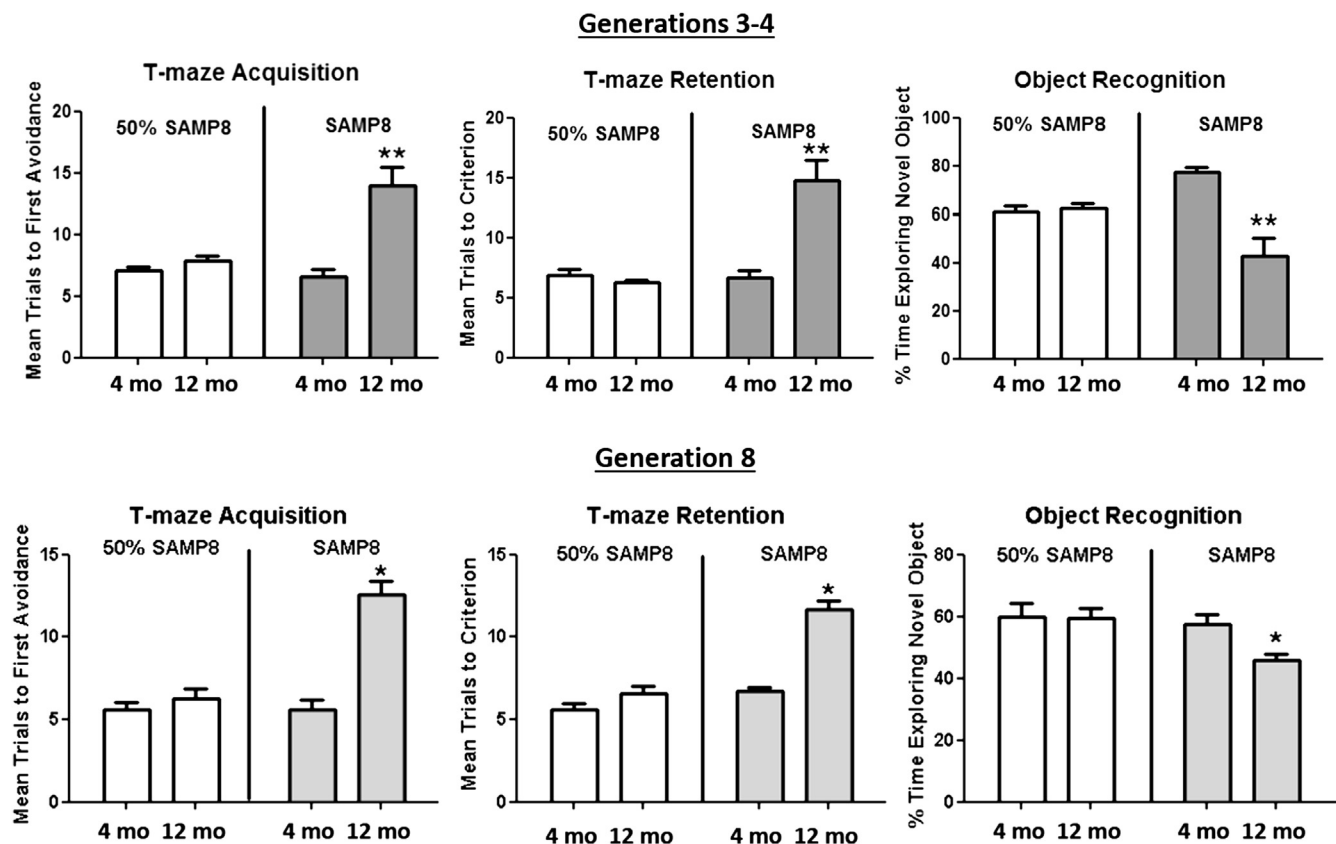 Generations 3-4
T-maze Acquisition
Mean Trials to First Avoidance
20
15
10
5
0
50% SAMP8
SAMP8
**
4 mo 12 mo
4 mo 12 mo
T-maze Retention
Mean Trials to Criterion
20
15
10
5
0
50% SAMP8
SAMP8
**
4 mo 12 mo
4 mo 12 mo
Object Recognition
% Time Exploring Novel Object
100
80
60
40
20
0
50% SAMP8
SAMP8
**
4 mo 12 mo
4 mo 12 mo
Generation 8
T-maze Acquisition
Mean Trials to First Avoidance
15
10
5
0
50% SAMP8
SAMP8
*
4 mo 12 mo
4 mo 12 mo
T-maze Retention
Mean Trials to Criterion
15
10
5
0
50% SAMP8
SAMP8
*
4 mo 12 mo
4 mo 12 mo
Object Recognition
% Time Exploring Novel Object
80
60
40
20
0
50% SAMP8
SAMP8
*
4 mo 12 mo
4 mo 12 mo